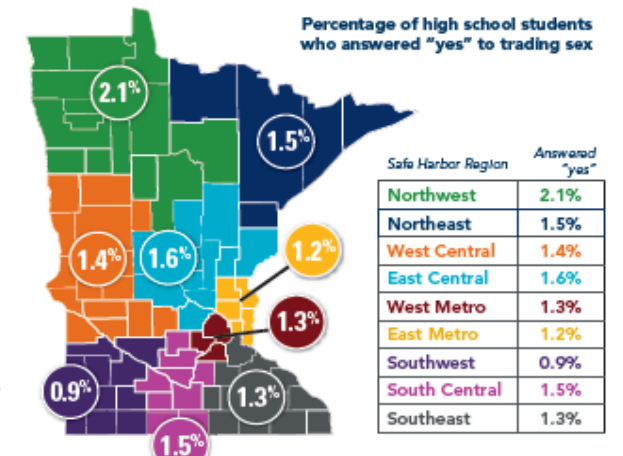 Percentage of high school students
who answered "yes" to trading sex
2.1%
1.5%
1.4%
1.6%
1.2%
1.3%
0.9%
1.3%
1.5%
Safe Harbor Region Answered "yes"
Northwest 2.1%
Northeast 1.5%
West Central 1.4%
East Central 1.6%
West Metro 1.3%
East Metro 1.2%
Southwest 0.9%
South Central 1.5%
Southeast 1.3%